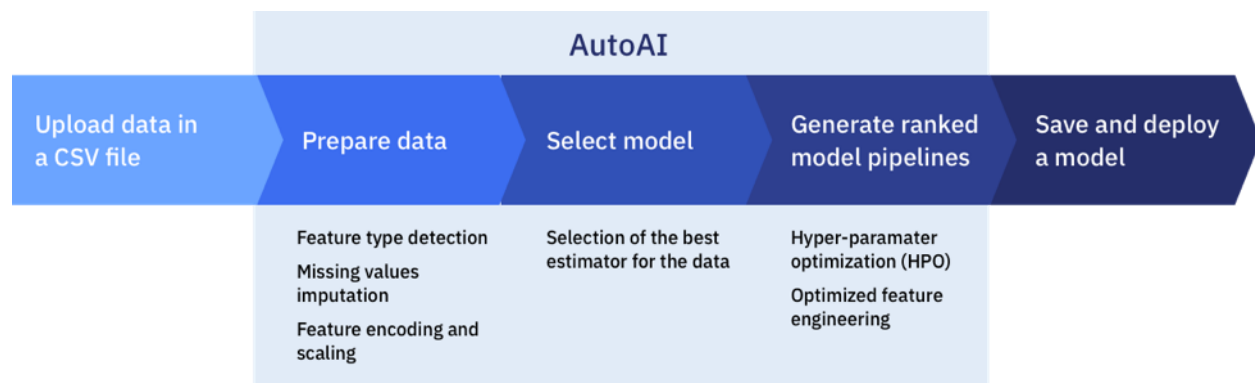 AutoAI
Upload data in
a CSV file
Prepare data
Select model
Generate ranked
model pipelines
Save and deploy
a model
Feature type detection
Missing values
imputation
Feature encoding and
scaling
Selection of the best
estimator for the data
Hyper-paramater
optimization (HPO)
Optimized feature
engineering